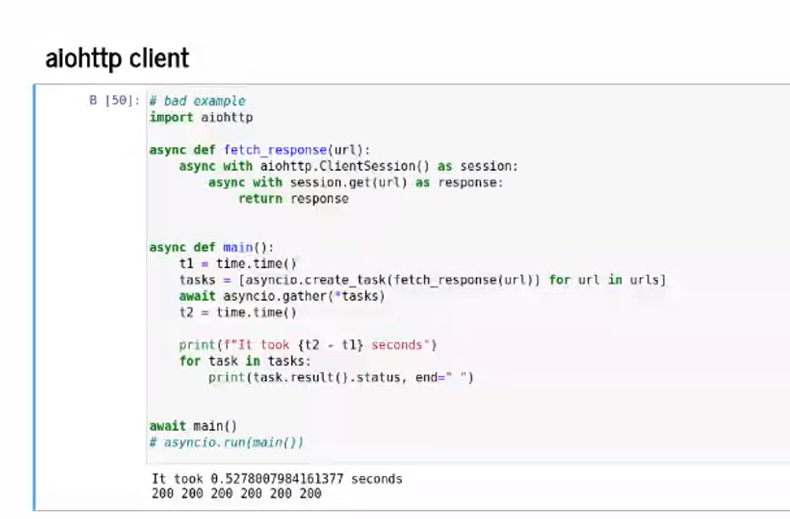 aiohttp client
В [50]: # bad example
import aiohttp
async def fetch_response(url):
    async with aiohttp.ClientSession() as session:
        async with session.get(url) as response:
            return response
async def main():
    t1 = time.time()
    tasks = [asyncio.create_task(fetch_response(url)) for url in urls]
    await asyncio.gather(*tasks)
    t2 = time.time()
    print(f"It took {t2 - t1} seconds")
    for task in tasks:
        print(task.result().status, end=" ")
await main()
# asyncio.run(main())
It took 0.5278007984161377 seconds
200 200 200 200 200 200